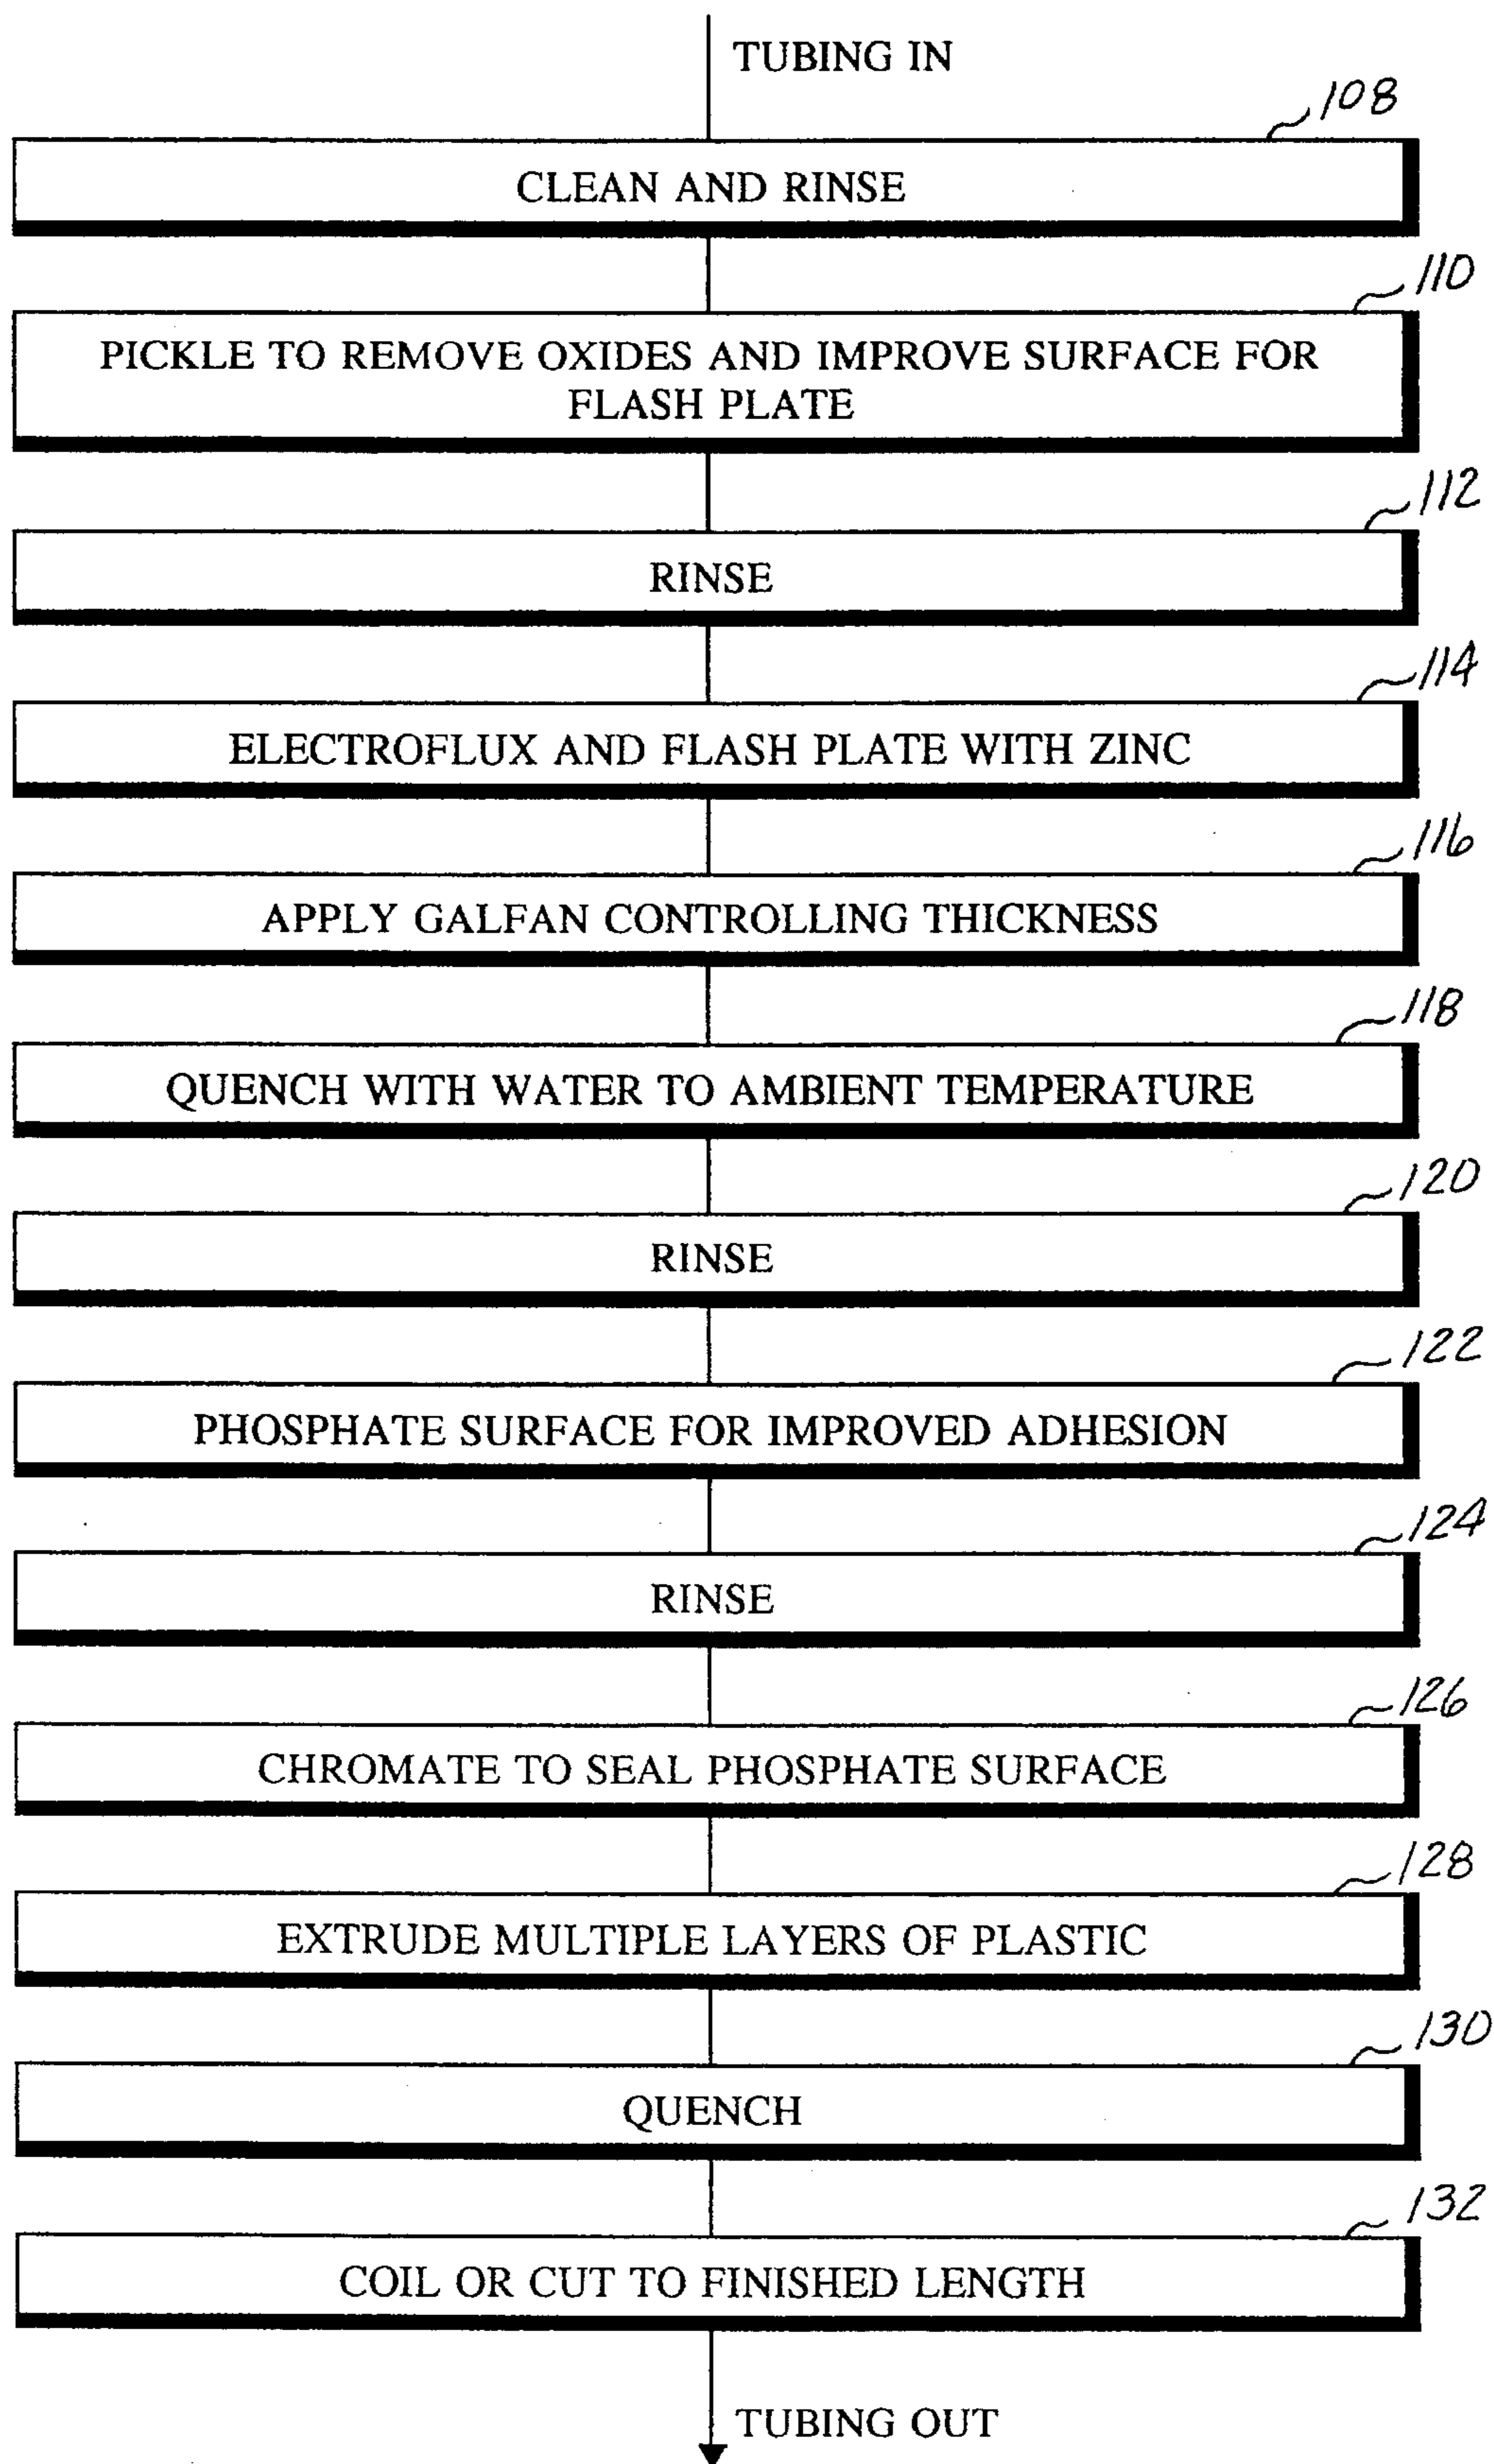 TUBING IN
108
CLEAN AND RINSE
110
PICKLE TO REMOVE OXIDES AND IMPROVE SURFACE FOR
FLASH PLATE
112
RINSE
114
ELECTROFLUX AND FLASH PLATE WITH ZINC
116
APPLY GALFAN CONTROLLING THICKNESS
118
QUENCH WITH WATER TO AMBIENT TEMPERATURE
120
RINSE
122
PHOSPHATE SURFACE FOR IMPROVED ADHESION
124
RINSE
126
CHROMATE TO SEAL PHOSPHATE SURFACE
128
EXTRUDE MULTIPLE LAYERS OF PLASTIC
130
QUENCH
132
COIL OR CUT TO FINISHED LENGTH
TUBING OUT